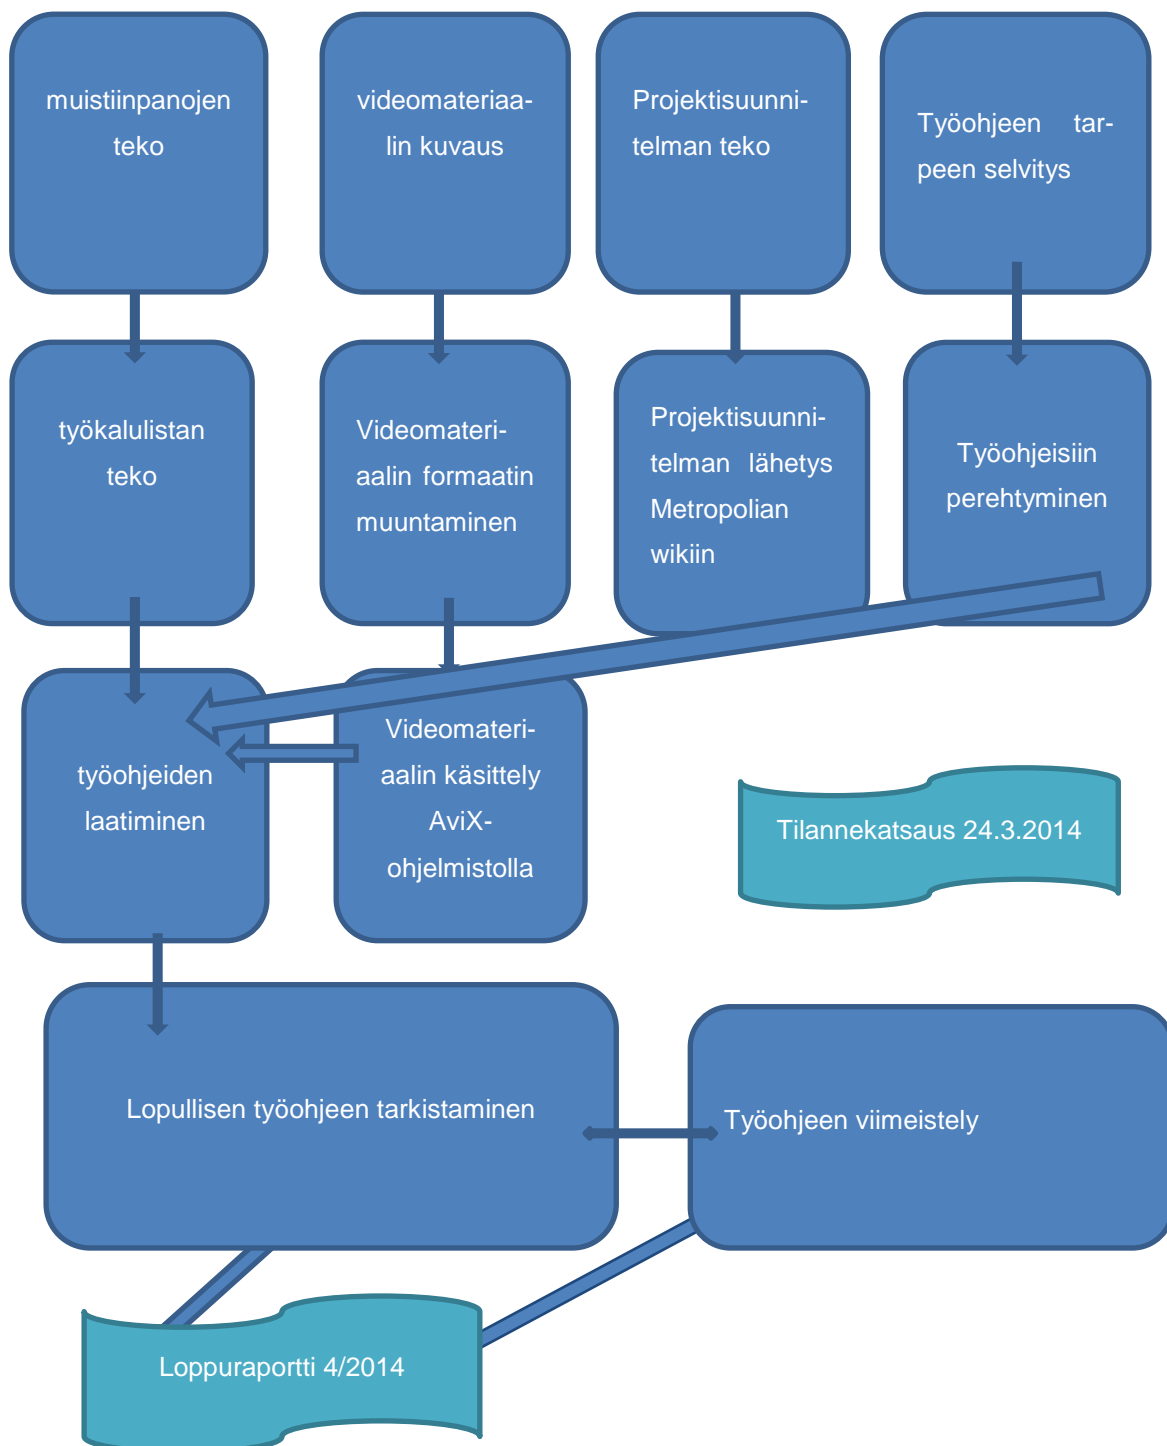 muistiinpanojen
teko
videomateriaa-
lin kuvaus
Projektisuunni-
telman teko
Työohjeen tar-
peen selvitys
työkalulistan
teko
Videomateri-
aalin formaatin
muuntaminen
Projektisuunni-
telman lähetys
Metropolian
wikiin
Työohjeisiin
perehtyminen
työohjeiden
laatiminen
Videomateri-
aalin käsittely
AviX-
ohjelmistolla
Tilannekatsaus 24.3.2014
Lopullisen työohjeen tarkistaminen
Työohjeen viimeistely
Loppuraportti 4/2014